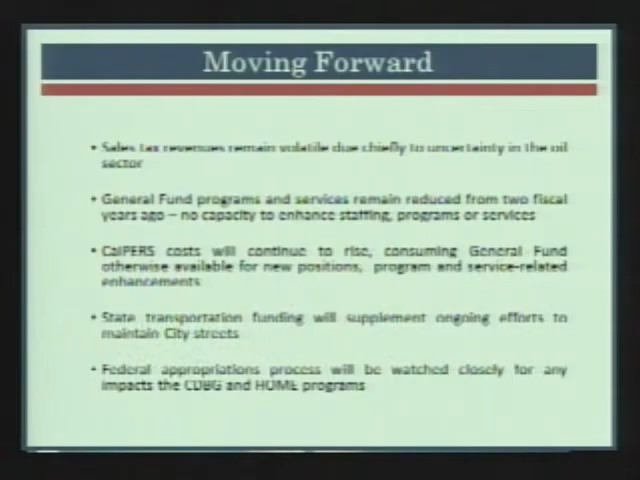 Moving Forward
• Sales tax revenues remain volatile due chiefly to uncertainty in the oil
sector
• General Fund programs and services remain reduced from two fiscal
years ago – no capacity to enhance staffing, programs or services
• CalPERS costs will continue to rise, consuming General Fund
otherwise available for new positions, program and service-related
enhancements
• State transportation funding will supplement ongoing efforts to
maintain City streets
• Federal appropriations process will be watched closely for any
impacts the CDBG and HOME programs